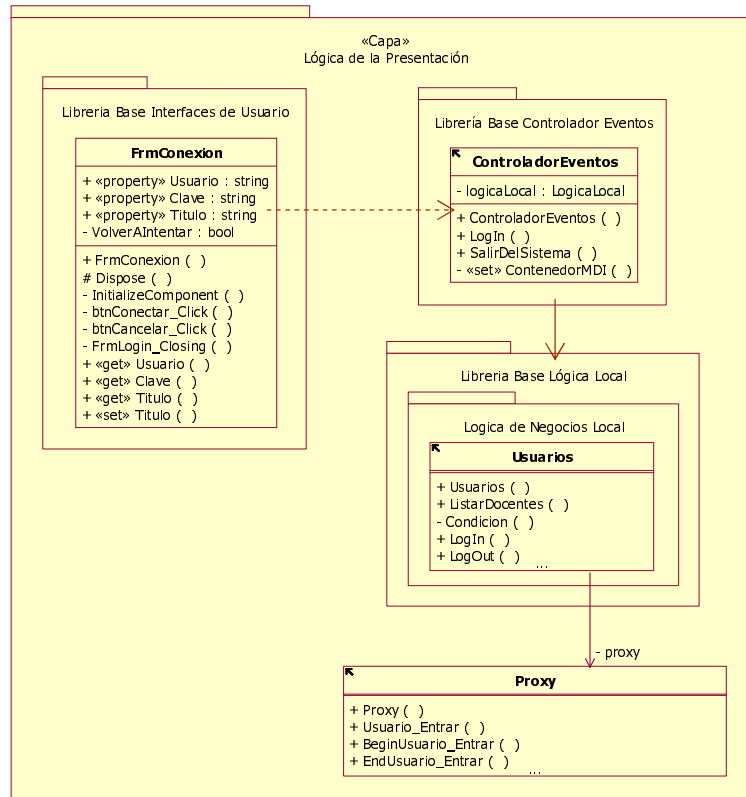 «Capa»
Lógica de la Presentación
Libreria Base Interfaces de Usuario
FrmConexion
+ «property» Usuario : string
+ «property» Clave : string
+ «property» Titulo : string
- VolverAIntentar : bool
+ FrmConexion ( )
# Dispose ( )
- InitializeComponent ( )
- btnConectar_Click ( )
- btnCancelar_Click ( )
- FrmLogin_Closing ( )
+ «get» Usuario ( )
+ «get» Clave ( )
+ «get» Titulo ( )
+ «set» Titulo ( )
Librería Base Controlador Eventos
ControladorEventos
- logicaLocal : LogicaLocal
+ ControladorEventos ( )
+ LogIn ( )
+ SalirDelSistema ( )
- «set» ContenedorMDI ( )
Libreria Base Lógica Local
Logica de Negocios Local
Usuarios
+ Usuarios ( )
+ ListarDocentes ( )
- Condicion ( )
+ LogIn ( )
+ LogOut ( )
...
- proxy
Proxy
+ Proxy ( )
+ Usuario_Entrar ( )
+ BeginUsuario_Entrar ( )
+ EndUsuario_Entrar ( )
...